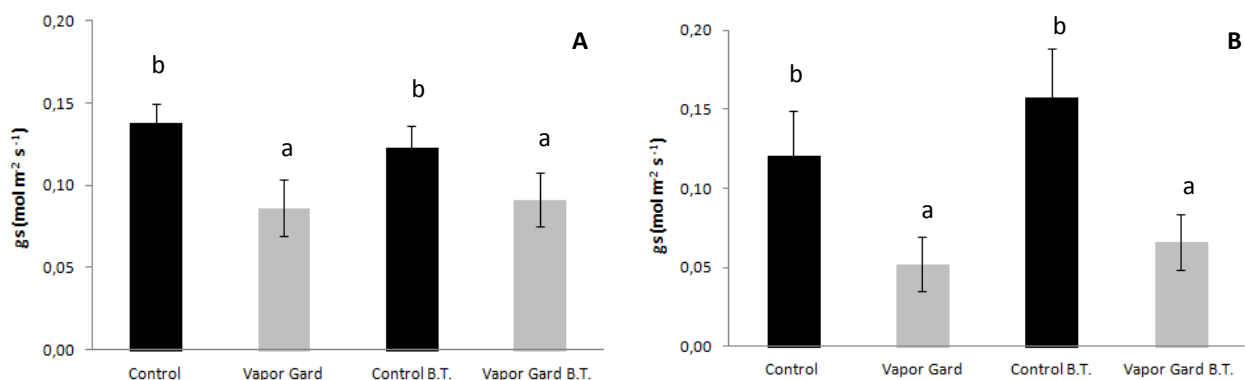 A
gs (mol m⁻² s⁻¹)
0,20
0,15
0,10
0,05
0,00
b
a
b
a
Control
Vapor Gard
Control B.T.
Vapor Gard B.T.
B
gs (mol m⁻² s⁻¹)
0,20
0,15
0,10
0,05
0,00
b
a
b
a
Control
Vapor Gard
Control B.T.
Vapor Gard B.T.